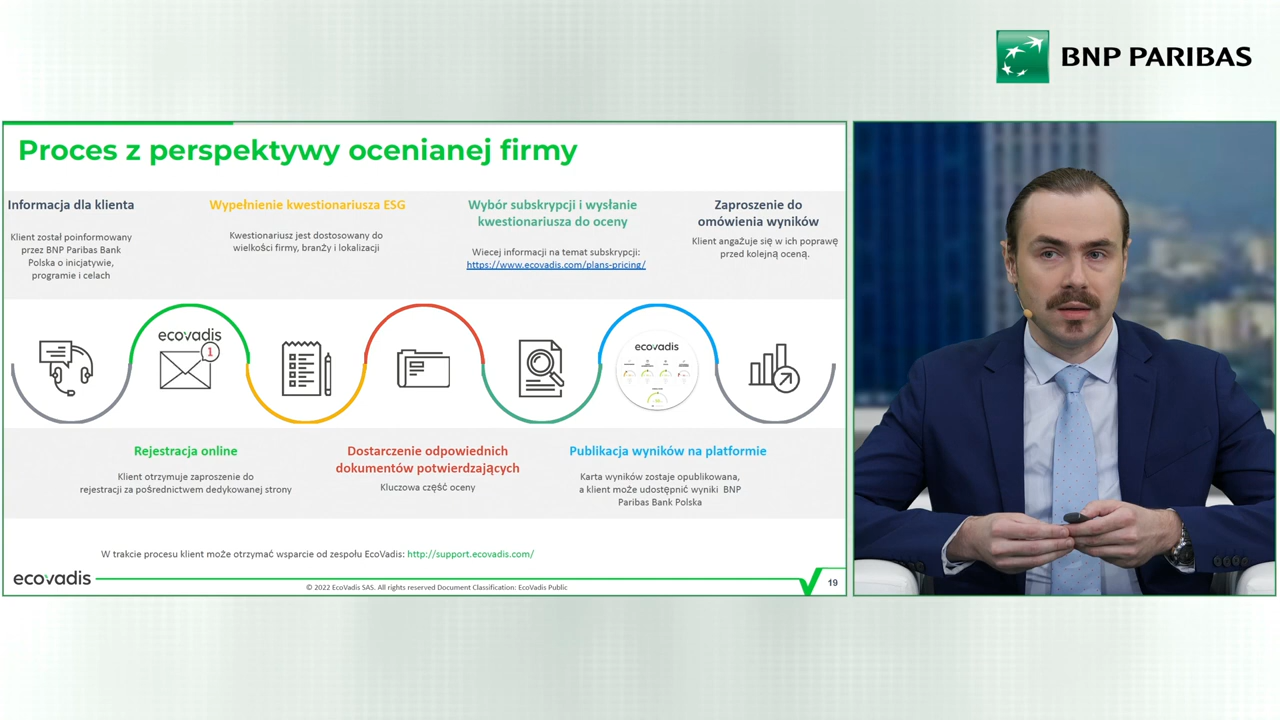 BNP PARIBAS
Proces z perspektywy ocenianej firmy
Informacja dla klienta
Klient został poinformowany
przez BNP Paribas Bank
Polska o inicjatywie,
programie i celach
Wypełnienie kwestionariusza ESG
Kwestionariusz jest dostosowany do
wielkości firmy, branży i lokalizacji
Wybór subskrypcji i wysłanie
kwestionariusza do oceny
Wiecej informacji na temat subskrypcji:
https://www.ecovadis.com/plans-pricing/
Zaproszenie do
omówienia wyników
Klient angażuje się w ich poprawę
przed kolejną oceną.
ecovadis
1
ecovadis
Rejestracja online
Klient otrzymuje zaproszenie do
rejestracji za pośrednictwem dedykowanej strony
Dostarczenie odpowiednich
dokumentów potwierdzających
Kluczowa część oceny
Publikacja wyników na platformie
Karta wyników zostaje opublikowana,
a klient może udostępnić wyniki BNP
Paribas Bank Polska
W trakcie procesu klient może otrzymać wsparcie od zespołu EcoVadis: http://support.ecovadis.com/
ecovadis
© 2022 EcoVadis SAS. All rights reserved Document Classification: EcoVadis Public
19